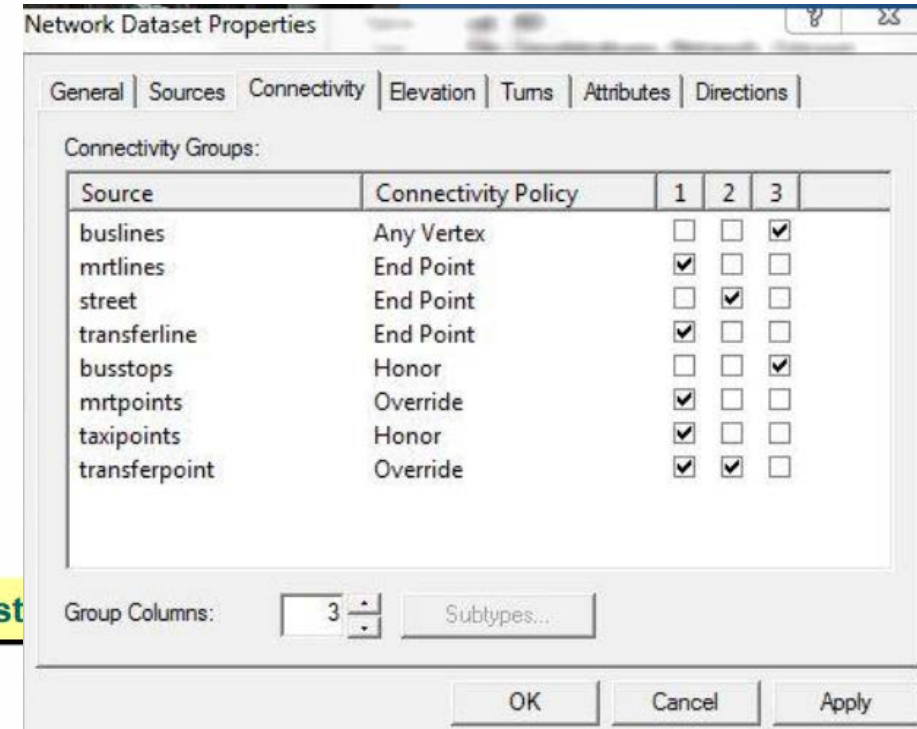 Network Dataset Properties
General Sources Connectivity Elevation Turns Attributes Directions
Connectivity Groups:
Source Connectivity Policy 1 2 3
buslines Any Vertex
mrtlines End Point
street End Point
transferline End Point
busstops Honor
mrtpoints Override
taxipoints Honor
transferpoint Override
st Group Columns: 3 Subtypes...
OK Cancel Apply